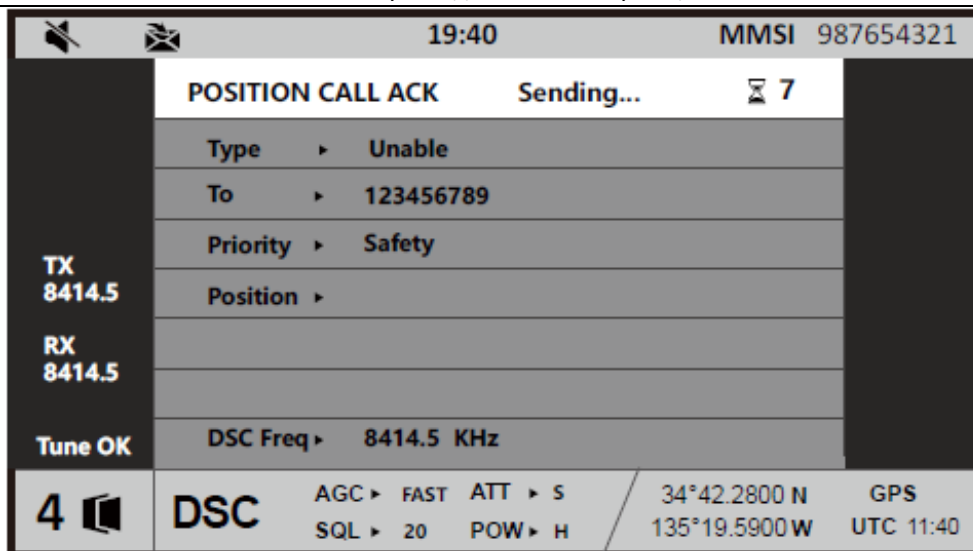 19:40 MMSI 987654321
POSITION CALL ACK Sending... 7
Type ▸ Unable
To ▸ 123456789
Priority ▸ Safety
Position ▸
TX
8414.5
RX
8414.5
DSC Freq ▸ 8414.5 KHz
Tune OK
4 DSC
AGC ▸ FAST ATT ▸ S
SQL ▸ 20 POW ▸ H
34°42.2800 N
135°19.5900 W
GPS
UTC 11:40